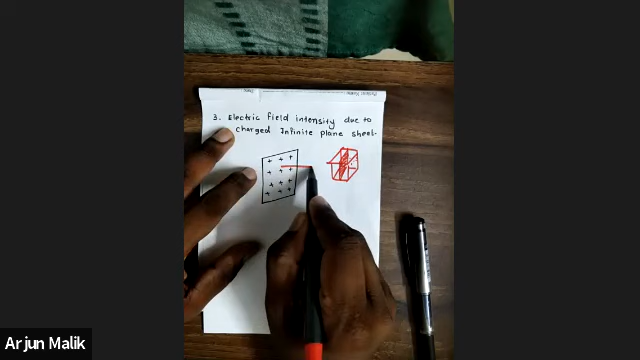 3. Electric field intensity due to
charged Infinite plane sheet-
Arjun Malik